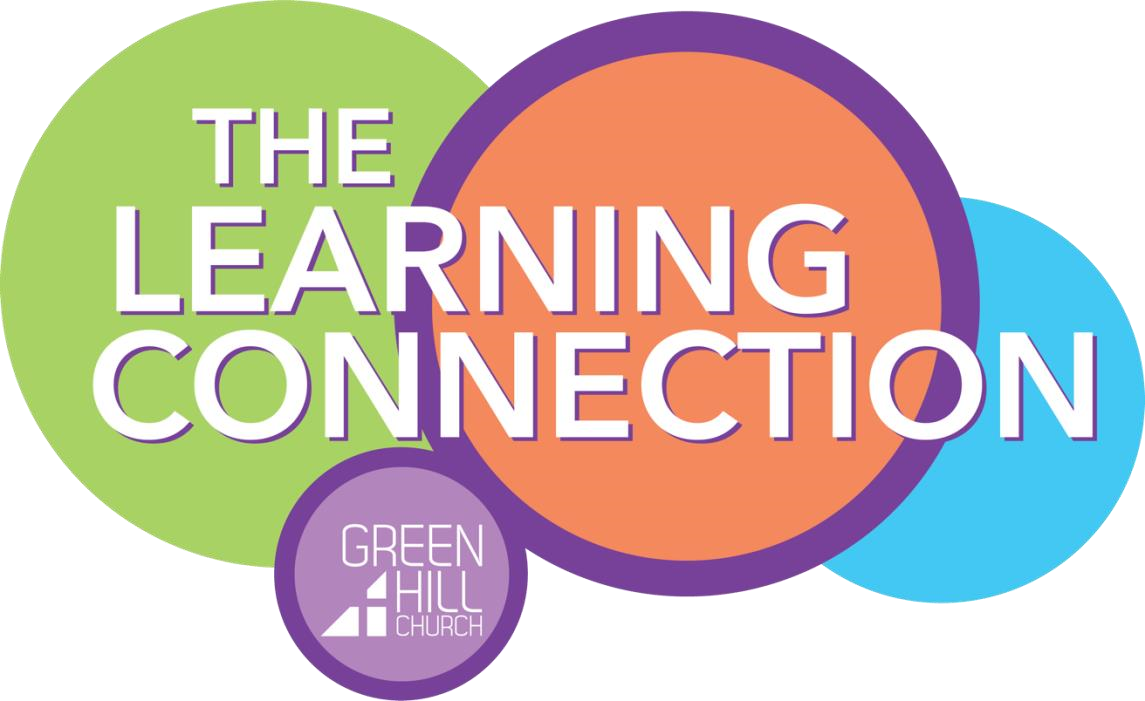 THE
LEARNING
CONNECTION
GREEN
HILL
CHURCH